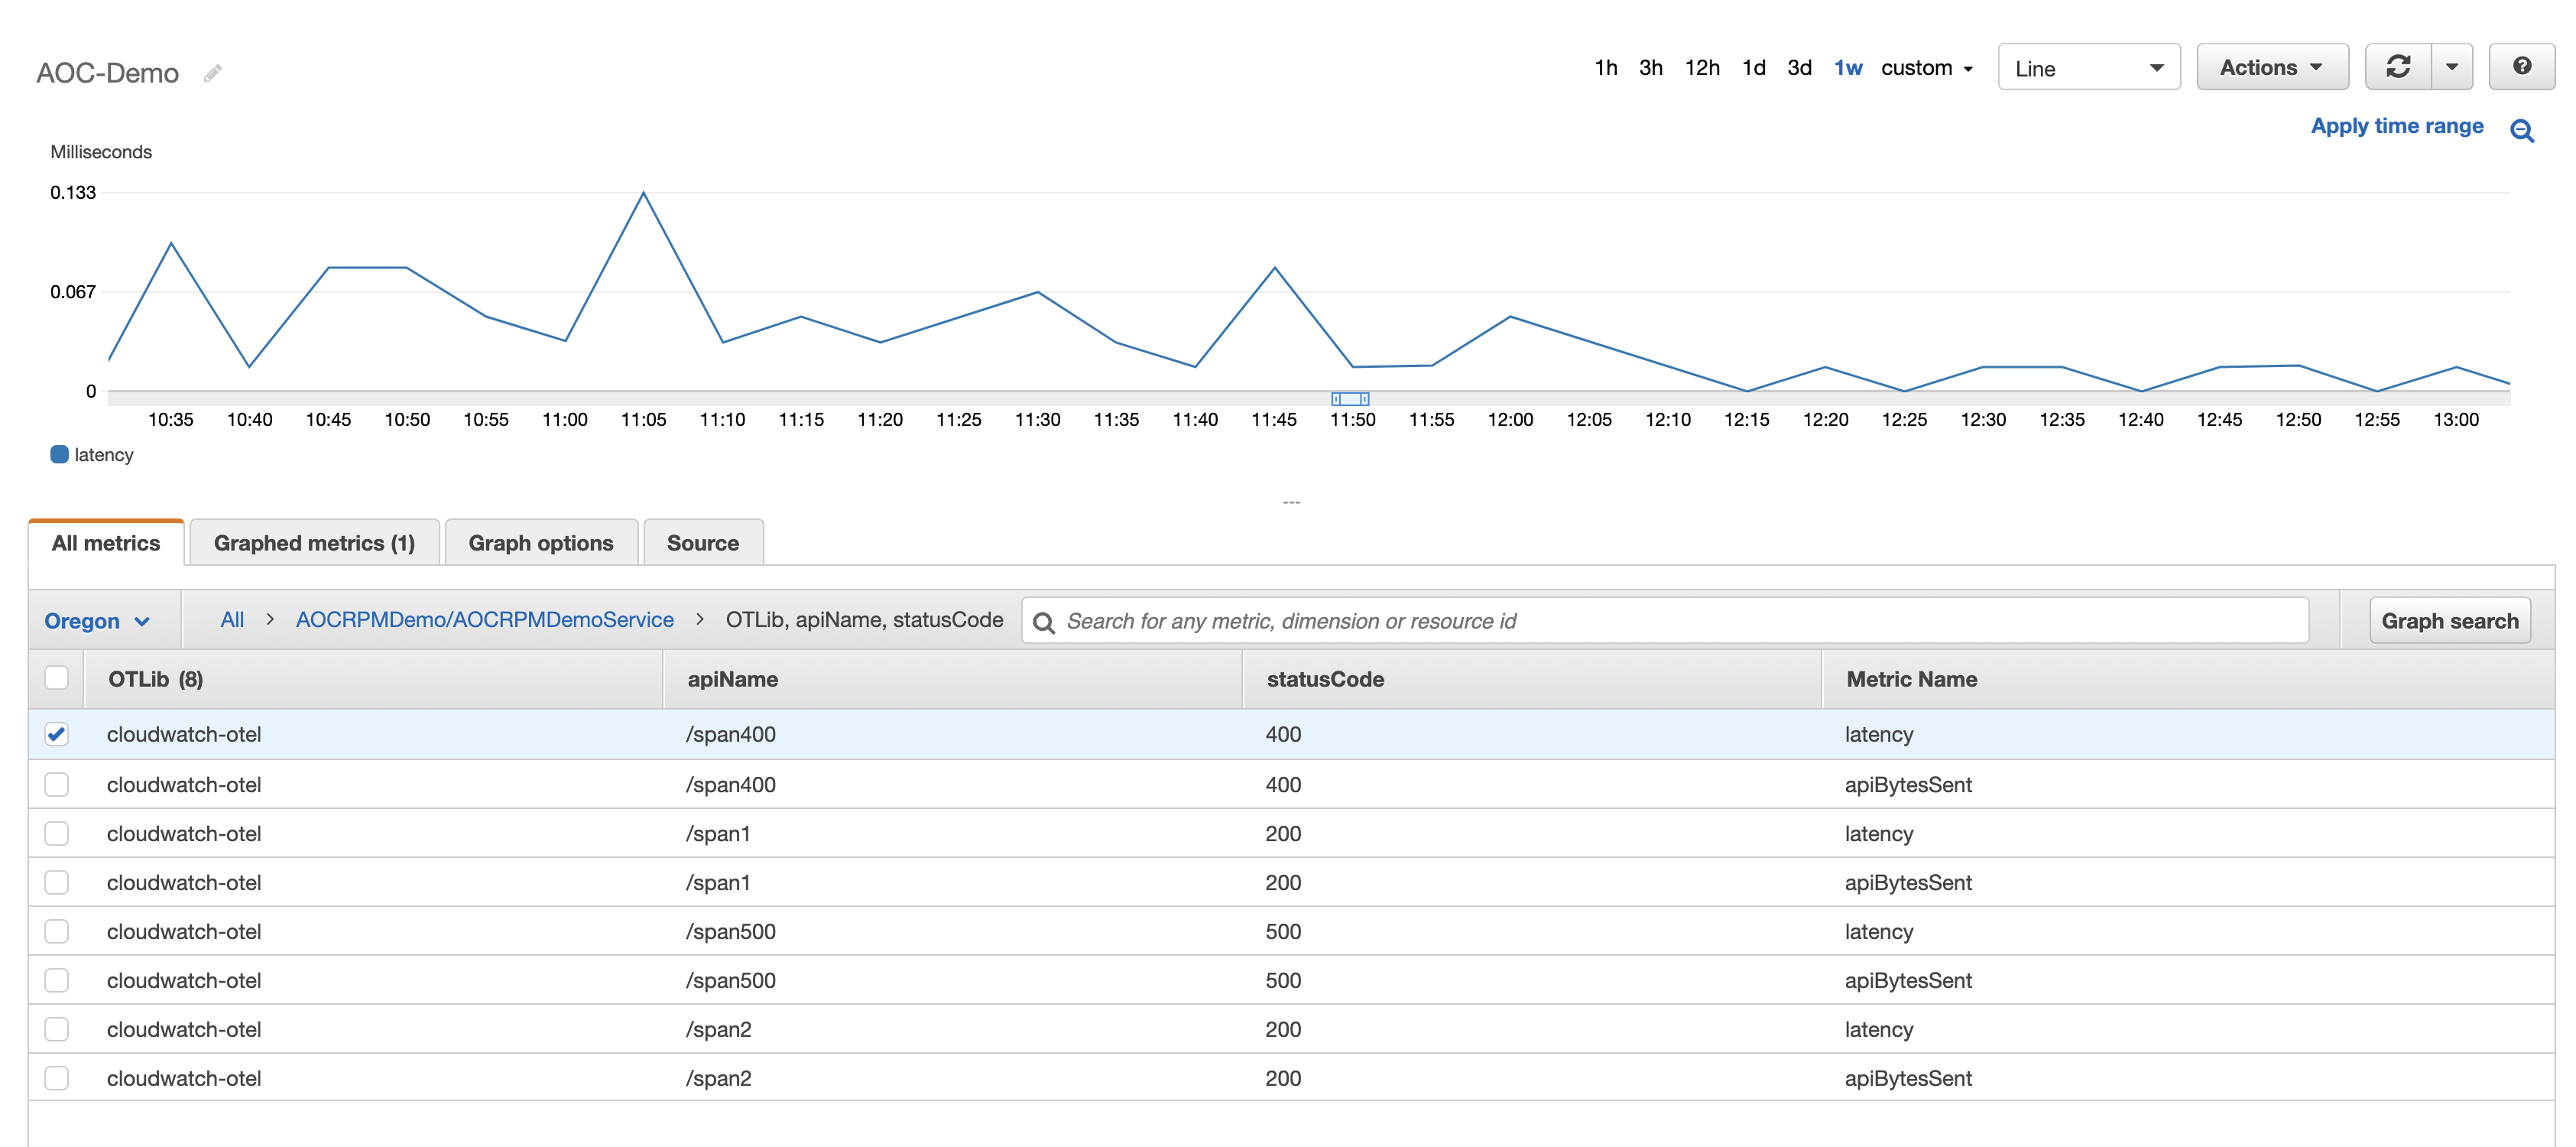 AOC-Demo
1h 3h 12h 1d 3d 1w custom Line Actions ?
Apply time range
Milliseconds
0.133
0.067
0
10:35 10:40 10:45 10:50 10:55 11:00 11:05 11:10 11:15 11:20 11:25 11:30 11:35 11:40 11:45 11:50 11:55 12:00 12:05 12:10 12:15 12:20 12:25 12:30 12:35 12:40 12:45 12:50 12:55 13:00
latency
---
All metrics Graphed metrics (1) Graph options Source
Oregon All > AOCRPMDemo/AOCRPMDemoService > OTLib, apiName, statusCode Search for any metric, dimension or resource id Graph search
OTLib (8) apiName statusCode Metric Name
cloudwatch-otel /span400 400 latency
cloudwatch-otel /span400 400 apiBytesSent
cloudwatch-otel /span1 200 latency
cloudwatch-otel /span1 200 apiBytesSent
cloudwatch-otel /span500 500 latency
cloudwatch-otel /span500 500 apiBytesSent
cloudwatch-otel /span2 200 latency
cloudwatch-otel /span2 200 apiBytesSent